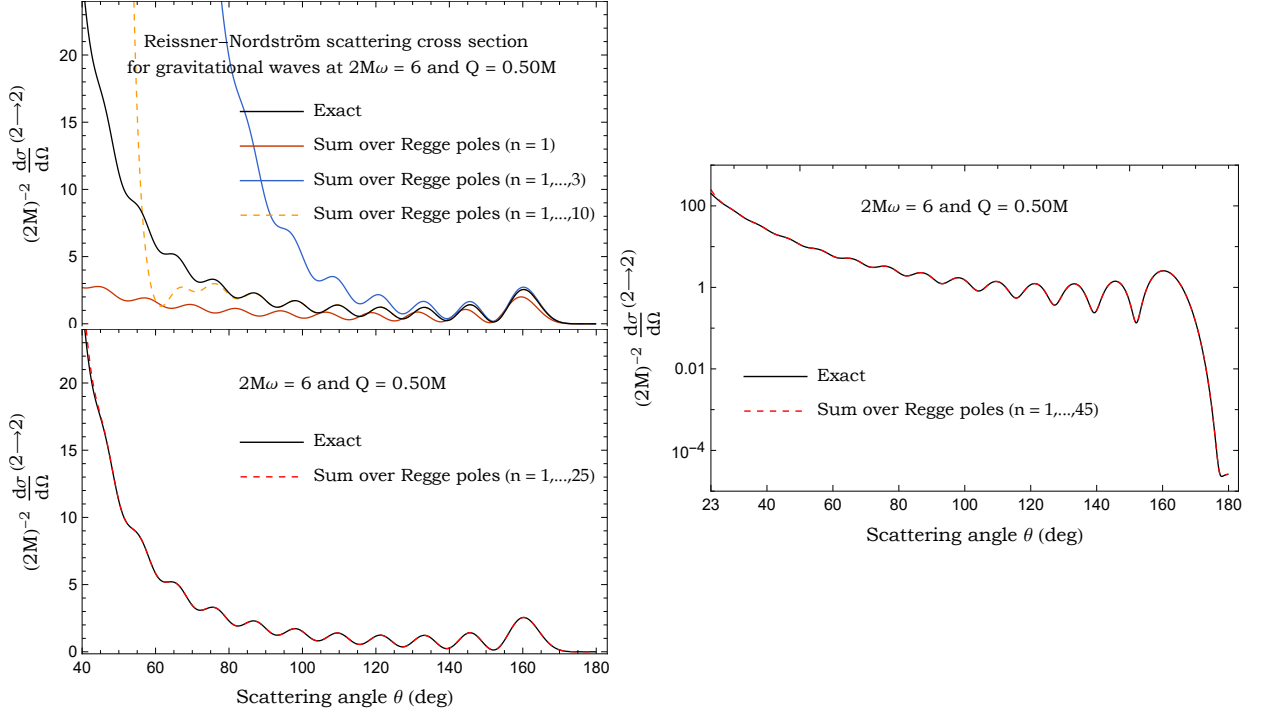 Reissner–Nordström scattering cross section
for gravitational waves at 2Mω = 6 and Q = 0.50M
Exact
Sum over Regge poles (n = 1)
Sum over Regge poles (n = 1,...,3)
Sum over Regge poles (n = 1,...,10)
(2M)⁻² dσ/dΩ (2⟶2)
20
15
10
5
0
2Mω = 6 and Q = 0.50M
Exact
Sum over Regge poles (n = 1,...,25)
(2M)⁻² dσ/dΩ (2⟶2)
20
15
10
5
0
40 60 80 100 120 140 160 180
Scattering angle θ (deg)
2Mω = 6 and Q = 0.50M
Exact
Sum over Regge poles (n = 1,...,45)
(2M)⁻² dσ/dΩ (2⟶2)
100
1
0.01
10⁻⁴
23 40 60 80 100 120 140 160 180
Scattering angle θ (deg)